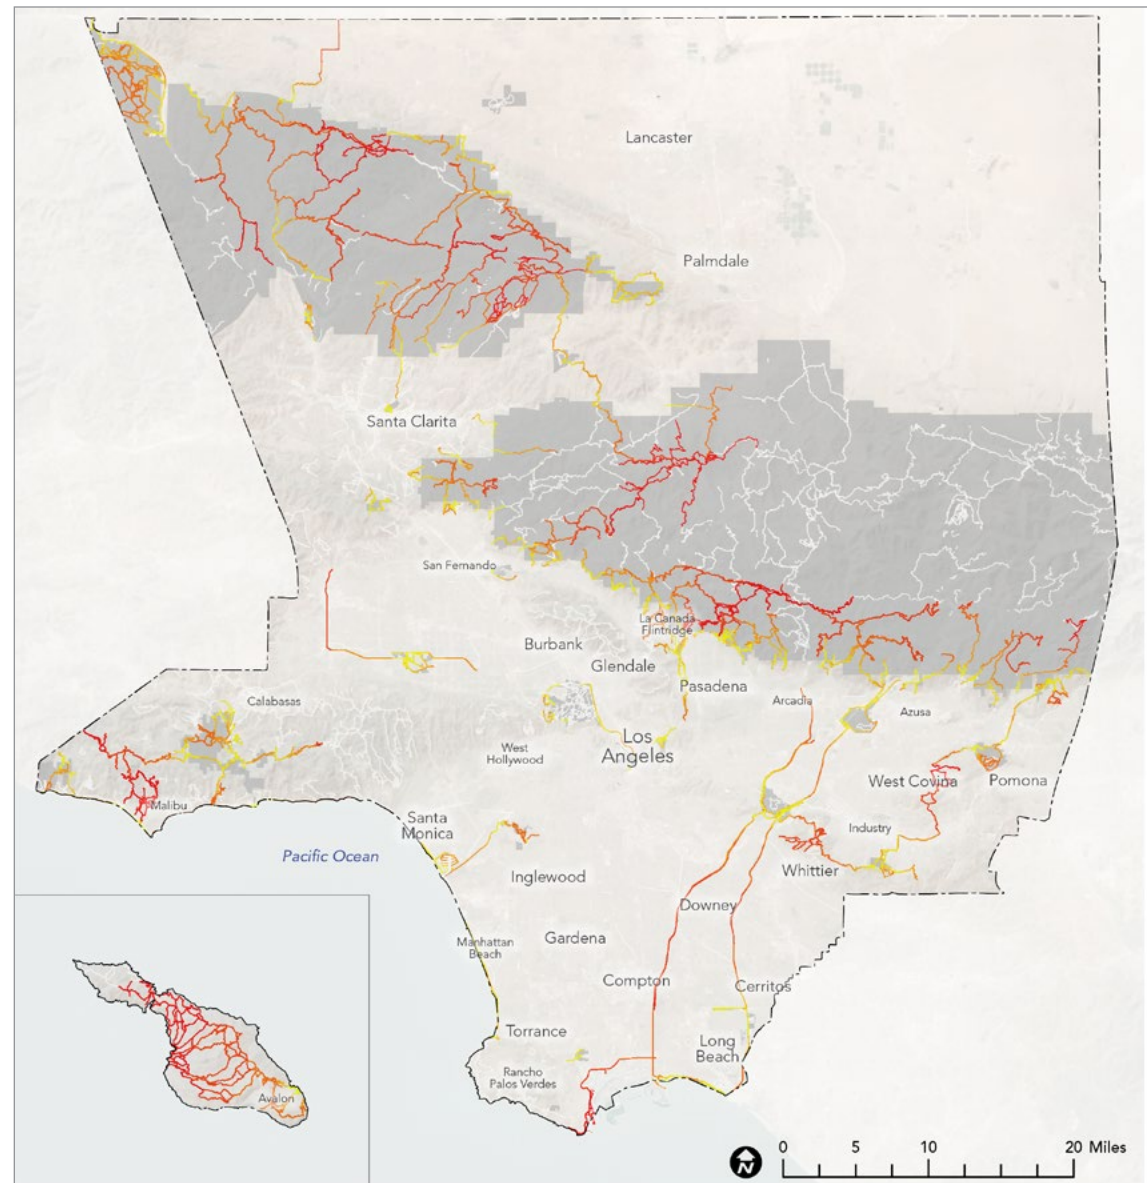 Lancaster
Palmdale
Santa Clarita
San Fernando
La Canada
Flintridge
Burbank
Glendale
Pasadena
Calabasas
Arcadia
Azusa
Los
Angeles
West
Hollywood
West Covina
Pomona
Malibu
Santa
Monica
Industry
Pacific Ocean
Whittier
Inglewood
Downey
Manhattan
Beach
Gardena
Compton
Cerritos
Torrance
Long
Beach
Rancho
Palos Verdes
Avalon
N
0 5 10 20 Miles